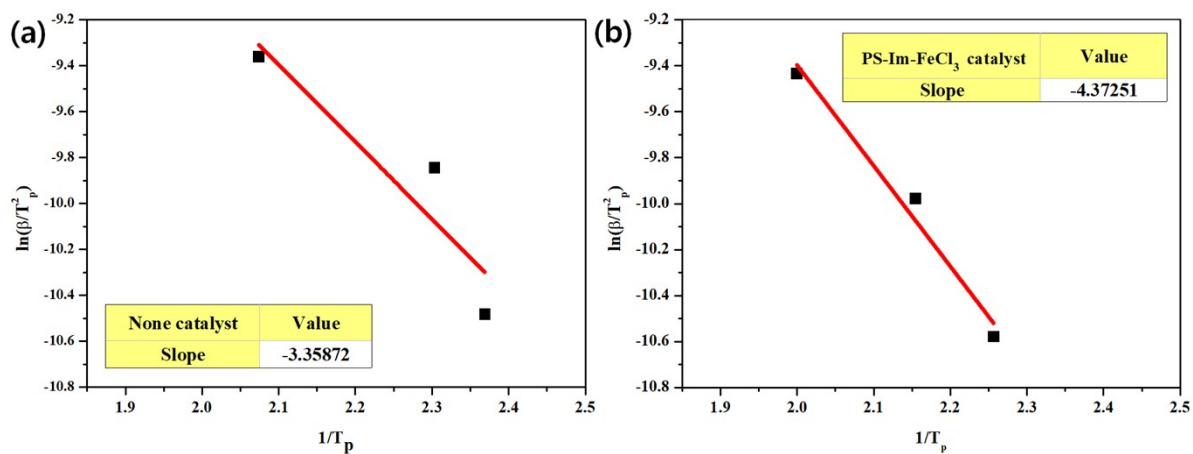 (a)
-9.2
-9.4
-9.6
-9.8
-10.0
-10.2
-10.4
-10.6
-10.8
ln(β/T²p)
None catalyst Value
Slope -3.35872
1.9 2.0 2.1 2.2 2.3 2.4 2.5
1/Tp
(b)
-9.2
-9.4
-9.6
-9.8
-10.0
-10.2
-10.4
-10.6
-10.8
ln(β/T²p)
PS-Im-FeCl₃ catalyst Value
Slope -4.37251
1.9 2.0 2.1 2.2 2.3 2.4 2.5
1/Tp